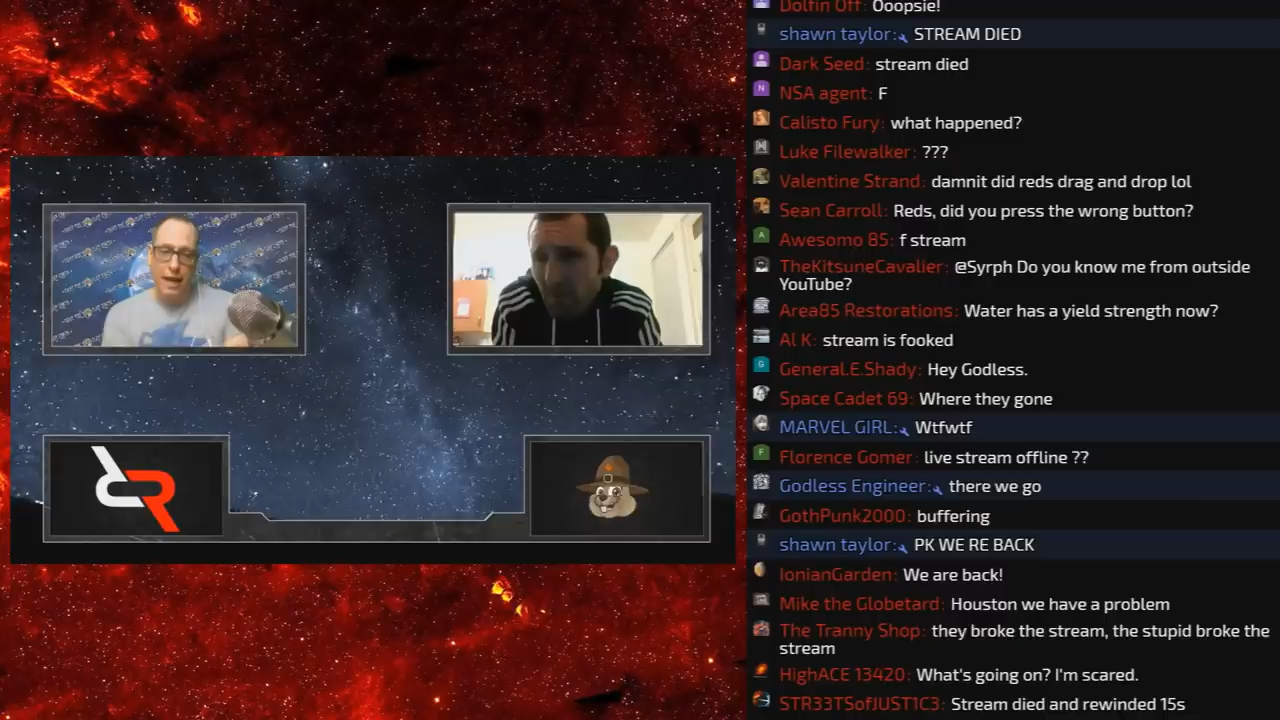 Dolfin Off: Ooopsie!
shawn taylor: STREAM DIED
Dark Seed: stream died
N
NSA agent: F
Calisto Fury: what happened?
Luke Filewalker: ???
Valentine Strand: damnit did reds drag and drop lol
Sean Carroll: Reds, did you press the wrong button?
A
Awesomo 85: f stream
TheKitsuneCavalier: @Syrph Do you know me from outside
YouTube?
Area85 Restorations: Water has a yield strength now?
Al K: stream is fooked
G
General.E.Shady: Hey Godless.
Space Cadet 69: Where they gone
MARVEL GIRL: Wtfwtf
F
Florence Gomer: live stream offline ??
Godless Engineer: there we go
GothPunk2000: buffering
shawn taylor: PK WE RE BACK
IonianGarden: We are back!
Mike the Globetard: Houston we have a problem
The Tranny Shop: they broke the stream, the stupid broke the
stream
HighACE 13420: What's going on? I'm scared.
STR33TSofJUST1C3: Stream died and rewinded 15s